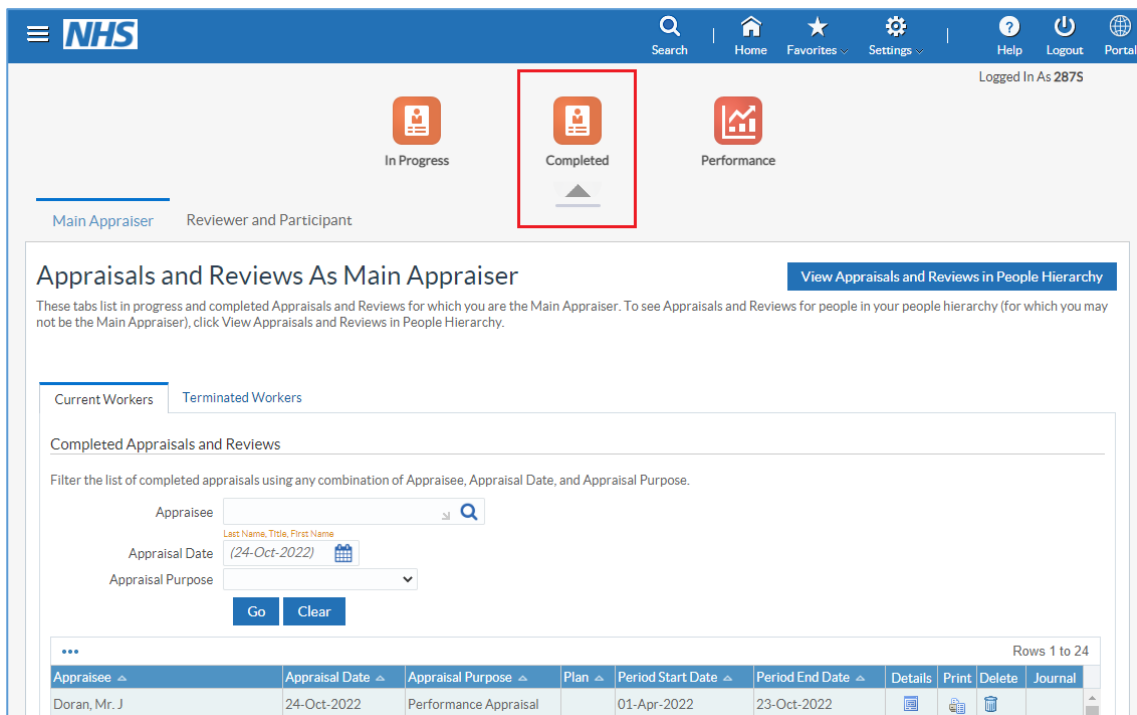 NHS
Search
Home
Favorites
Settings
Help
Logout
Portal
Logged In As 287S
In Progress
Completed
Performance
Main Appraiser
Reviewer and Participant
Appraisals and Reviews As Main Appraiser
View Appraisals and Reviews in People Hierarchy
These tabs list in progress and completed Appraisals and Reviews for which you are the Main Appraiser. To see Appraisals and Reviews for people in your people hierarchy (for which you may
not be the Main Appraiser), click View Appraisals and Reviews in People Hierarchy.
Current Workers
Terminated Workers
Completed Appraisals and Reviews
Filter the list of completed appraisals using any combination of Appraisee, Appraisal Date, and Appraisal Purpose.
Appraisee
Last Name, Title, First Name
Appraisal Date (24-Oct-2022)
Appraisal Purpose
Go Clear
Rows 1 to 24
Appraisee Appraisal Date Appraisal Purpose Plan Period Start Date Period End Date Details Print Delete Journal
Doran, Mr. J 24-Oct-2022 Performance Appraisal 01-Apr-2022 23-Oct-2022